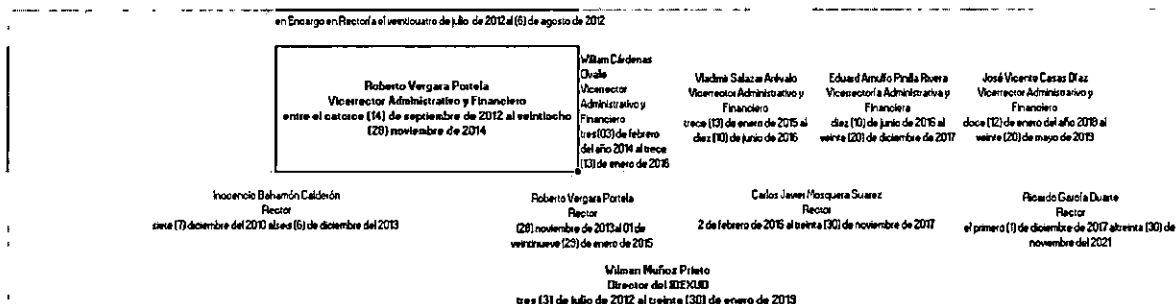 en Encargo en Rectoría el veinticuatro de julio de 2012 al (6) de agosto de 2012
Roberto Vergara Portela
Vicerrector Administrativo y Financiero
entre el catorce (14) de septiembre de 2012 al veintiocho
(28) noviembre de 2014
William Cárdenas
Ovalle
Vicerrector
Administrativo y
Financiero
tres(03) de febrero
del año 2014 al trece
(13) de enero de 2016
Vladimir Salazar Arévalo
Vicerrector Administrativo y
Financiero
trece (13) de enero de 2015 al
diez (10) de junio de 2016
Eduard Arnulfo Pinilla Rivera
Vicerrectoría Administrativa y
Financiera
diez (10) de junio de 2016 al
veinte (20) de diciembre de 2017
José Vicente Casas Díaz
Vicerrector Administrativo y
Financiero
doce (12) de enero del año 2018 al
veinte (20) de mayo de 2019
Inocencio Bahamón Calderón
Rector
siete (7) diciembre del 2010 al seis (6) de diciembre del 2013
Roberto Vergara Portela
Rector
(28) noviembre de 2013 al 01 de
veintinueve (29) de enero de 2015
Carlos Javier Mosquera Suarez
Rector
2 de febrero de 2015 al treinta (30) de noviembre de 2017
Ricardo García Duarte
Rector
el primero (1) de diciembre de 2017 al treinta (30) de
noviembre del 2021
Wilman Muñoz Prieto
Director del IDEXUD
tres (3) de julio de 2012 al treinta (30) de enero de 2019